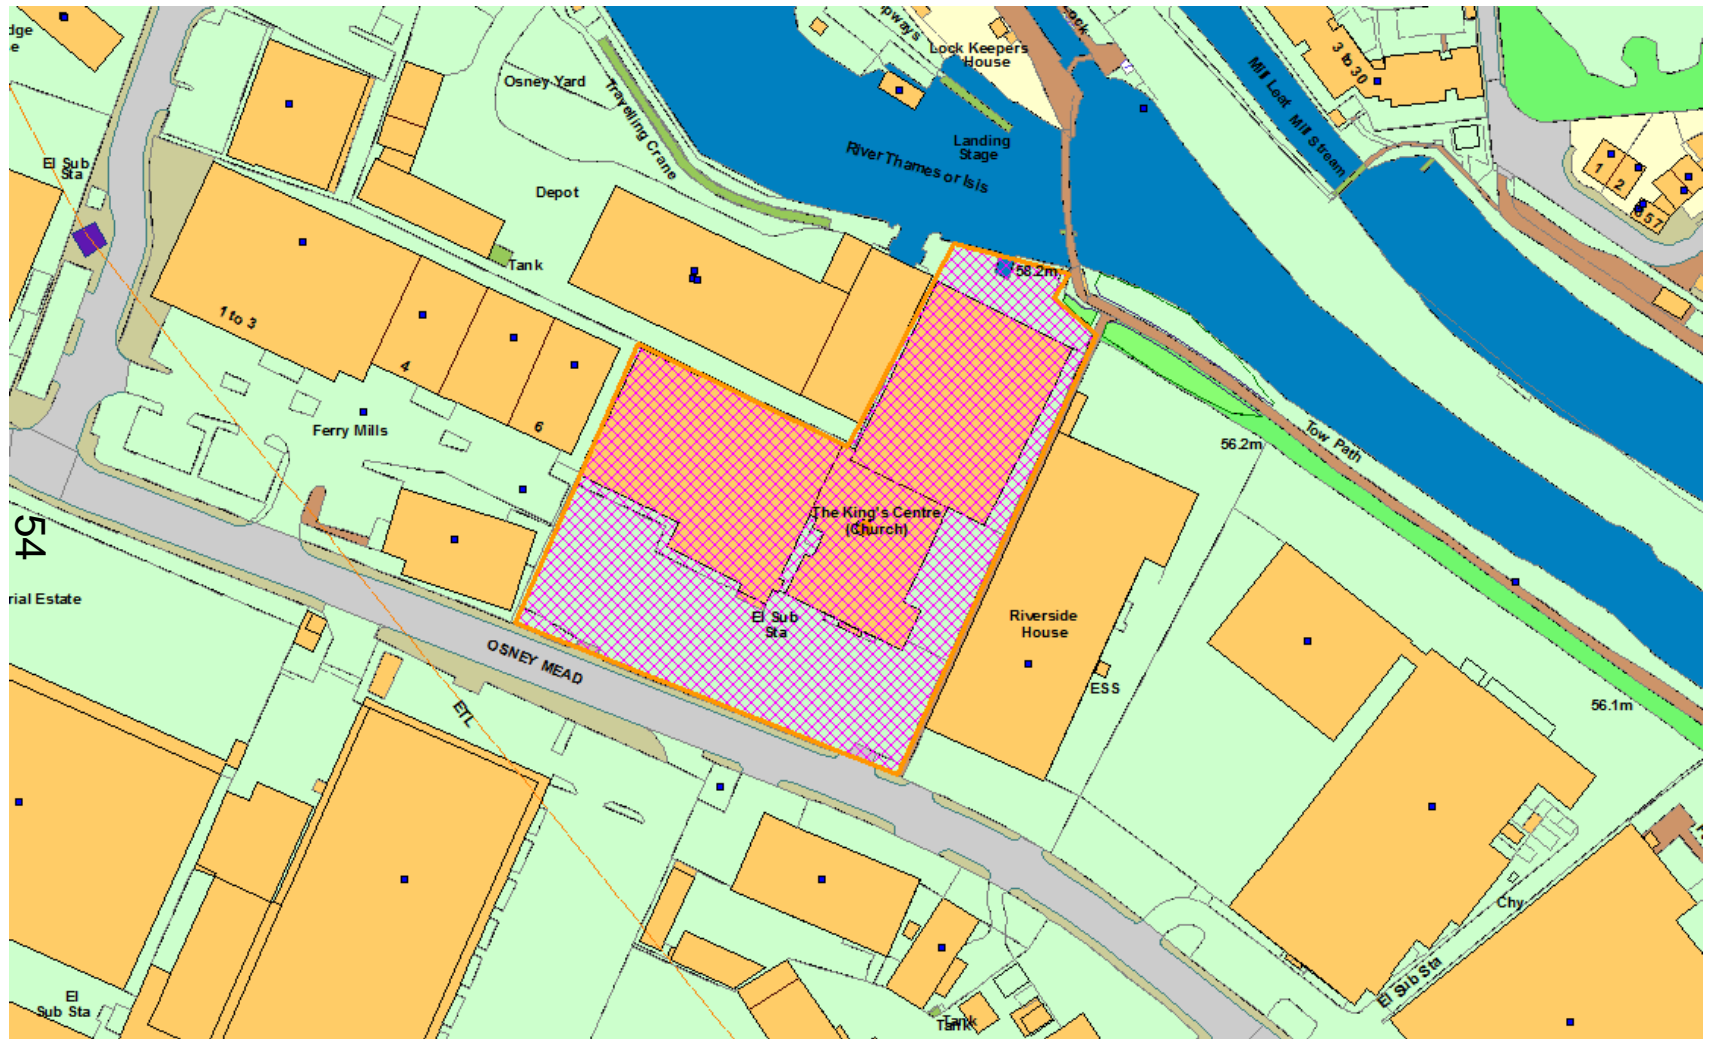 Lock Keepers
House
3 to 30
Osney Yard
Travelling Crane
Mill Leat
Mill Stream
Landing
Stage
River Thames or Isis
El Sub
Sta
Depot
1
2
Tank
58.2m
1 to 3
4
6
Ferry Mills
Tow Path
56.2m
The King's Centre
(Church)
54
rial Estate
El Sub
Sta
Riverside
House
OSNEY MEAD
ESS
ETL
56.1m
Chy
El Sub Sta
El
Sub Sta
Tank
Tank